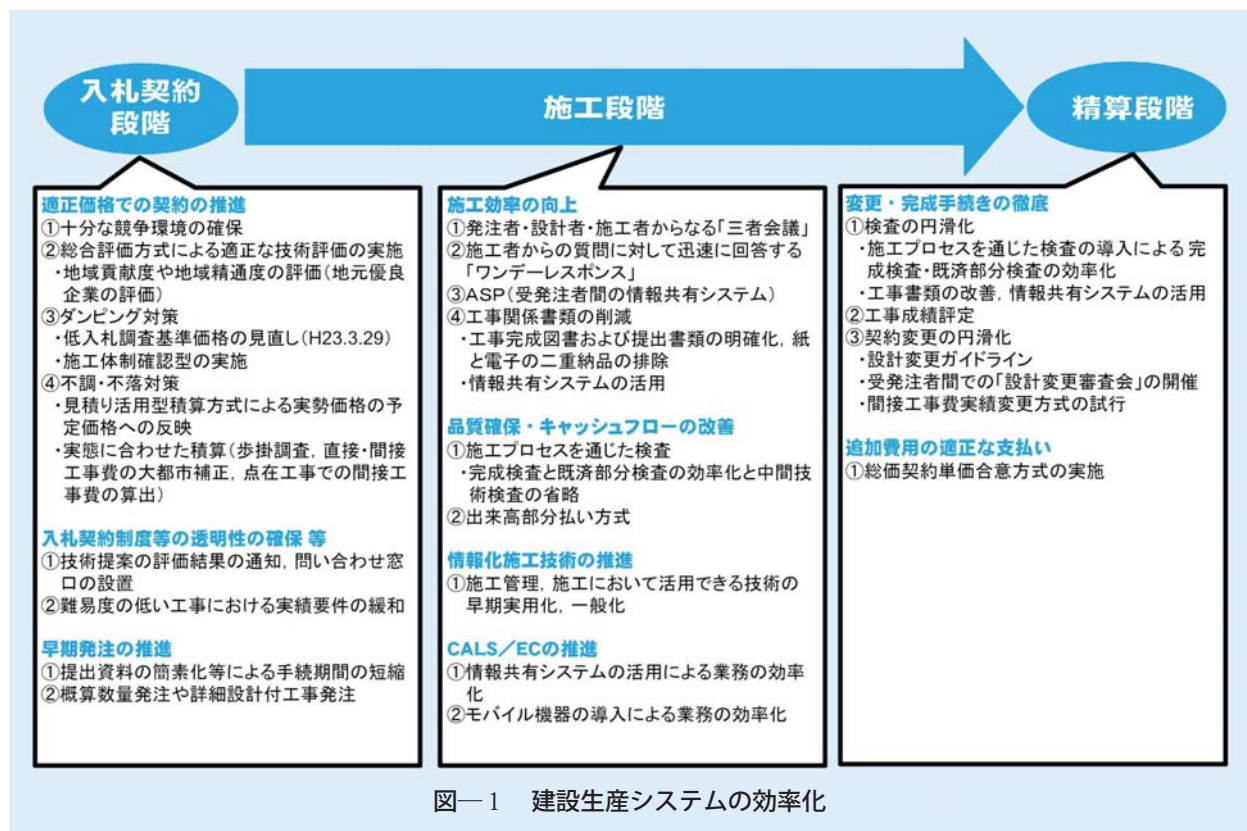 入札契約
段階
施工段階
精算段階
適正価格での契約の推進
①十分な競争環境の確保
②総合評価方式による適正な技術評価の実施
・地域貢献度や地域精通度の評価(地元優良
企業の評価)
③ダンピング対策
・低入札調査基準価格の見直し(H23.3.29)
・施工体制確認型の実施
④不調・不落対策
・見積り活用型積算方式による実勢価格の予
定価格への反映
・実態に合わせた積算(歩掛調査, 直接・間接
工事費の大都市補正, 点在工事での間接工
事費の算出)
入札契約制度等の透明性の確保 等
①技術提案の評価結果の通知, 問い合わせ窓
口の設置
②難易度の低い工事における実績要件の緩和
早期発注の推進
①提出資料の簡素化等による手続期間の短縮
②概算数量発注や詳細設計付工事発注
施工効率の向上
①発注者・設計者・施工者からなる「三者会議」
②施工者からの質問に対して迅速に回答する
「ワンデーレスポンス」
③ASP(受発注者間の情報共有システム)
④工事関係書類の削減
・工事完成図書および提出書類の明確化, 紙
と電子の二重納品の排除
・情報共有システムの活用
品質確保・キャッシュフローの改善
①施工プロセスを通じた検査
・完成検査と既済部分検査の効率化と中間技
術検査の省略
②出来高部分払い方式
情報化施工技術の推進
①施工管理, 施工において活用できる技術の
早期実用化, 一般化
CALS/ECの推進
①情報共有システムの活用による業務の効率
化
②モバイル機器の導入による業務の効率化
変更・完成手続きの徹底
①検査の円滑化
・施工プロセスを通じた検査の導入による完
成検査・既済部分検査の効率化
・工事書類の改善, 情報共有システムの活用
②工事成績評定
③契約変更の円滑化
・設計変更ガイドライン
・受発注者間での「設計変更審査会」の開催
・間接工事費実績変更方式の試行
追加費用の適正な支払い
①総価契約単価合意方式の実施
図―1 建設生産システムの効率化